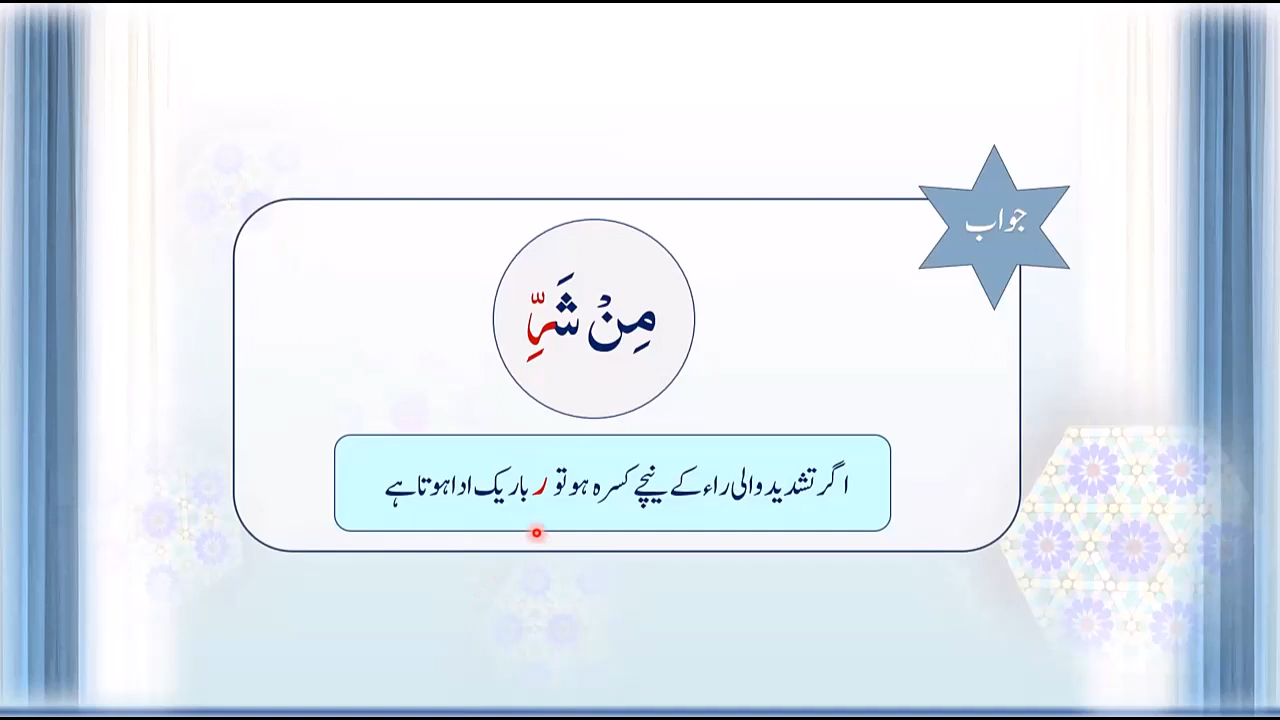 جواب
مِنْ شَرِّ
اگر تشدید والی راء کے نیچے کسرہ ہو تو ر باریک ادا ہوتا ہے